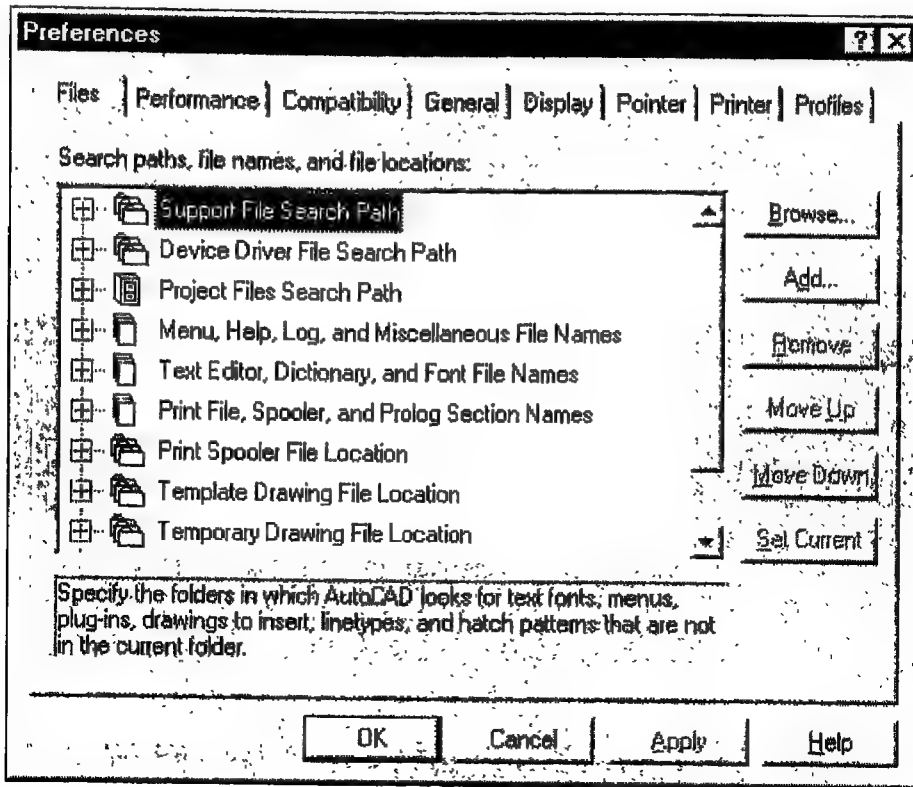 Preferences
Files Performance Compatibility General Display Pointer Printer Profiles
Search paths, file names, and file locations:
Support File Search Path
Device Driver File Search Path
Project Files Search Path
Menu, Help, Log, and Miscellaneous File Names
Text Editor, Dictionary, and Font File Names
Print File, Spooler, and Prolog Section Names
Print Spooler File Location
Template Drawing File Location
Temporary Drawing File Location
Browse...
Add...
Remove
Move Up
Move Down
Set Current
Specify the folders in which AutoCAD looks for text fonts, menus,
plug-ins, drawings to insert, linetypes, and hatch patterns that are not
in the current folder.
OK Cancel Apply Help